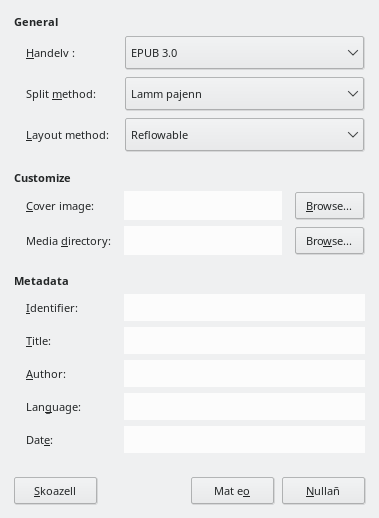 General
Handelv :
EPUB 3.0
Split method:
Lamm pajenn
Layout method:
Reflowable
Customize
Cover image:
Browse...
Media directory:
Browse...
Metadata
Identifier:
Title:
Author:
Language:
Date:
Skoazell
Mat eo
Nullañ